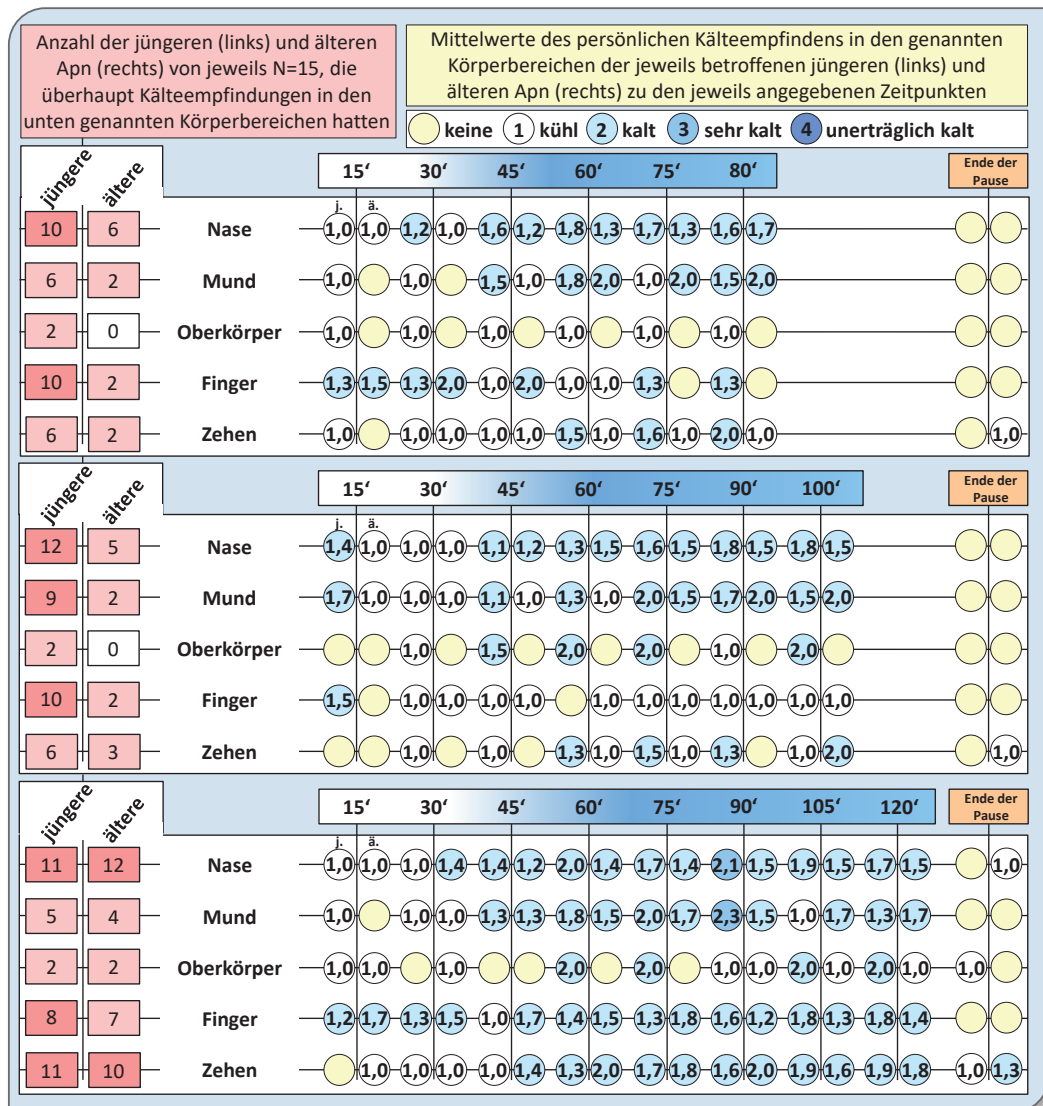 Anzahl der jüngeren (links) und älteren
Apn (rechts) von jeweils N=15, die
überhaupt Kälteempfindungen in den
unten genannten Körperbereichen hatten
Mittelwerte des persönlichen Kälteempfindens in den genannten
Körperbereichen der jeweils betroffenen jüngeren (links) und
älteren Apn (rechts) zu den jeweils angegebenen Zeitpunkten
keine 1 kühl 2 kalt 3 sehr kalt 4 unerträglich kalt
jüngere ältere
15‘ 30‘ 45‘ 60‘ 75‘ 80‘ Ende der
Pause
j. ä.
10 6 Nase 1,0 1,0 1,2 1,0 1,6 1,2 1,8 1,3 1,7 1,3 1,6 1,7
6 2 Mund 1,0 1,0 1,5 1,0 1,8 2,0 1,0 2,0 1,5 2,0
2 0 Oberkörper 1,0 1,0 1,0 1,0 1,0 1,0
10 2 Finger 1,3 1,5 1,3 2,0 1,0 2,0 1,0 1,0 1,3 1,3
6 2 Zehen 1,0 1,0 1,0 1,0 1,0 1,5 1,0 1,6 1,0 2,0 1,0 1,0
jüngere ältere
15‘ 30‘ 45‘ 60‘ 75‘ 90‘ 100‘ Ende der
Pause
j. ä.
12 5 Nase 1,4 1,0 1,0 1,0 1,1 1,2 1,3 1,5 1,6 1,5 1,8 1,5 1,8 1,5
9 2 Mund 1,7 1,0 1,0 1,0 1,1 1,0 1,3 1,0 2,0 1,5 1,7 2,0 1,5 2,0
2 0 Oberkörper 1,0 1,5 2,0 2,0 1,0 2,0
10 2 Finger 1,5 1,0 1,0 1,0 1,0 1,0 1,0 1,0 1,0 1,0 1,0 1,0
6 3 Zehen 1,0 1,0 1,3 1,0 1,5 1,0 1,3 1,0 2,0 1,0
jüngere ältere
15‘ 30‘ 45‘ 60‘ 75‘ 90‘ 105‘ 120‘ Ende der
Pause
j. ä.
11 12 Nase 1,0 1,0 1,0 1,4 1,4 1,2 2,0 1,4 1,7 1,4 2,1 1,5 1,9 1,5 1,7 1,5 1,0
5 4 Mund 1,0 1,0 1,0 1,3 1,3 1,8 1,5 2,0 1,7 2,3 1,5 1,0 1,7 1,3 1,7
2 2 Oberkörper 1,0 1,0 1,0 2,0 2,0 1,0 1,0 2,0 1,0 2,0 1,0 1,0
8 7 Finger 1,2 1,7 1,3 1,5 1,0 1,7 1,4 1,5 1,3 1,8 1,6 1,2 1,8 1,3 1,8 1,4
11 10 Zehen 1,0 1,0 1,0 1,0 1,4 1,3 2,0 1,7 1,8 1,6 2,0 1,9 1,6 1,9 1,8 1,0 1,3